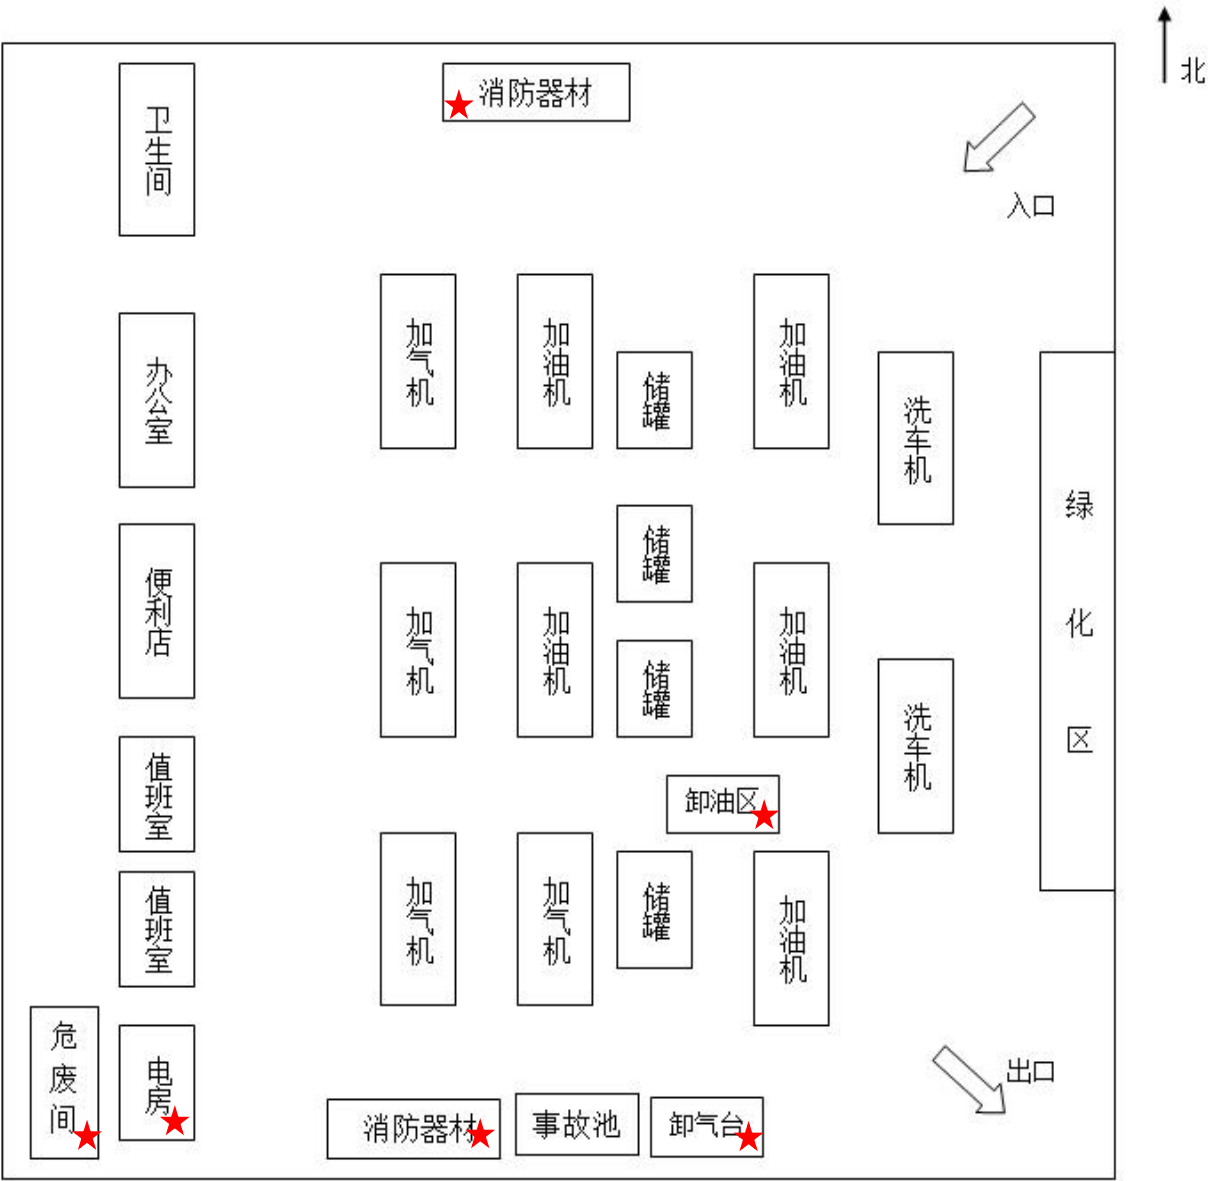 北
消防器材
卫生间
入口
加气机
加油机
加油机
办公室
储罐
洗车机
绿化区
储罐
便利店
加气机
加油机
储罐
加油机
洗车机
值班室
卸油区
加气机
加气机
储罐
加油机
值班室
危废间
电房
出口
消防器材
事故池
卸气台